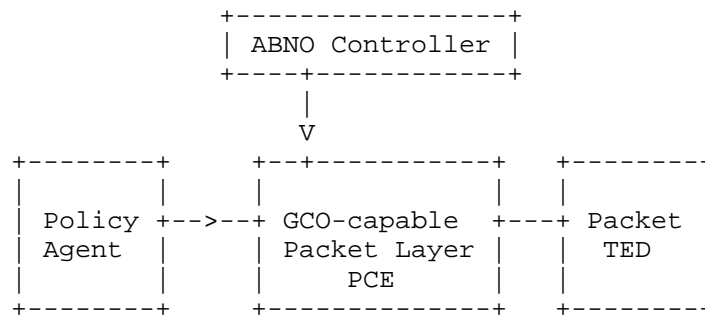 ABNO Controller
Policy GCO-capable Packet
Agent Packet Layer TED
PCE